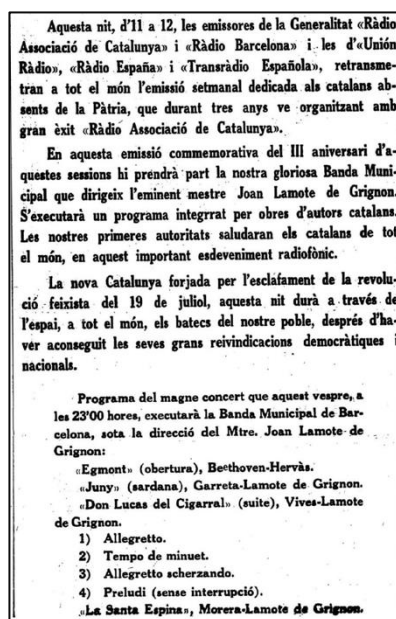 Aquesta nit, d'11 a 12, les emissores de la Generalitat «Ràdio
Associació de Catalunya» i «Ràdio Barcelona» i les d'«Unión
Ràdio», «Ràdio España» i «Transràdio Española», retransme-
tran a tot el món l'emissió setmanal dedicada als catalans ab-
sents de la Pàtria, que durant tres anys ve organitzant amb
gran èxit «Ràdio Associació de Catalunya».
En aquesta emissió commemorativa del III aniversari d'a-
questes sessions hi prendrà part la nostra gloriosa Banda Muni-
cipal que dirigeix l'eminent mestre Joan Lamote de Grignon.
S'executarà un programa integrrat per obres d'autors catalans.
Les nostres primeres autoritats saludaran els catalans de tot
el món, en aquest important esdeveniment radiofònic.
La nova Catalunya forjada per l'esclafament de la revolu-
ció feixista del 19 de juliol, aquesta nit durà a través de
l'espai, a tot el món, els batecs del nostre poble, després d'ha-
ver aconseguit les seves grans reivindicacions democràtiques i
nacionals.
Programa del magne concert que aquest vespre, a
les 23'00 hores, executarà la Banda Municipal de Bar-
celona, sota la direcció del Mtre. Joan Lamote de
Grignon:
«Egmont» (obertura), Beethoven-Hervàs.
«Juny» (sardana), Garreta-Lamote de Grignon.
«Don Lucas del Cigarral» (suite), Vives-Lamote
de Grignon.
1) Allegretto.
2) Tempo de minuet.
3) Allegretto scherzando.
4) Preludi (sense interrupció).
«La Santa Espina», Morera-Lamote de Grignon.